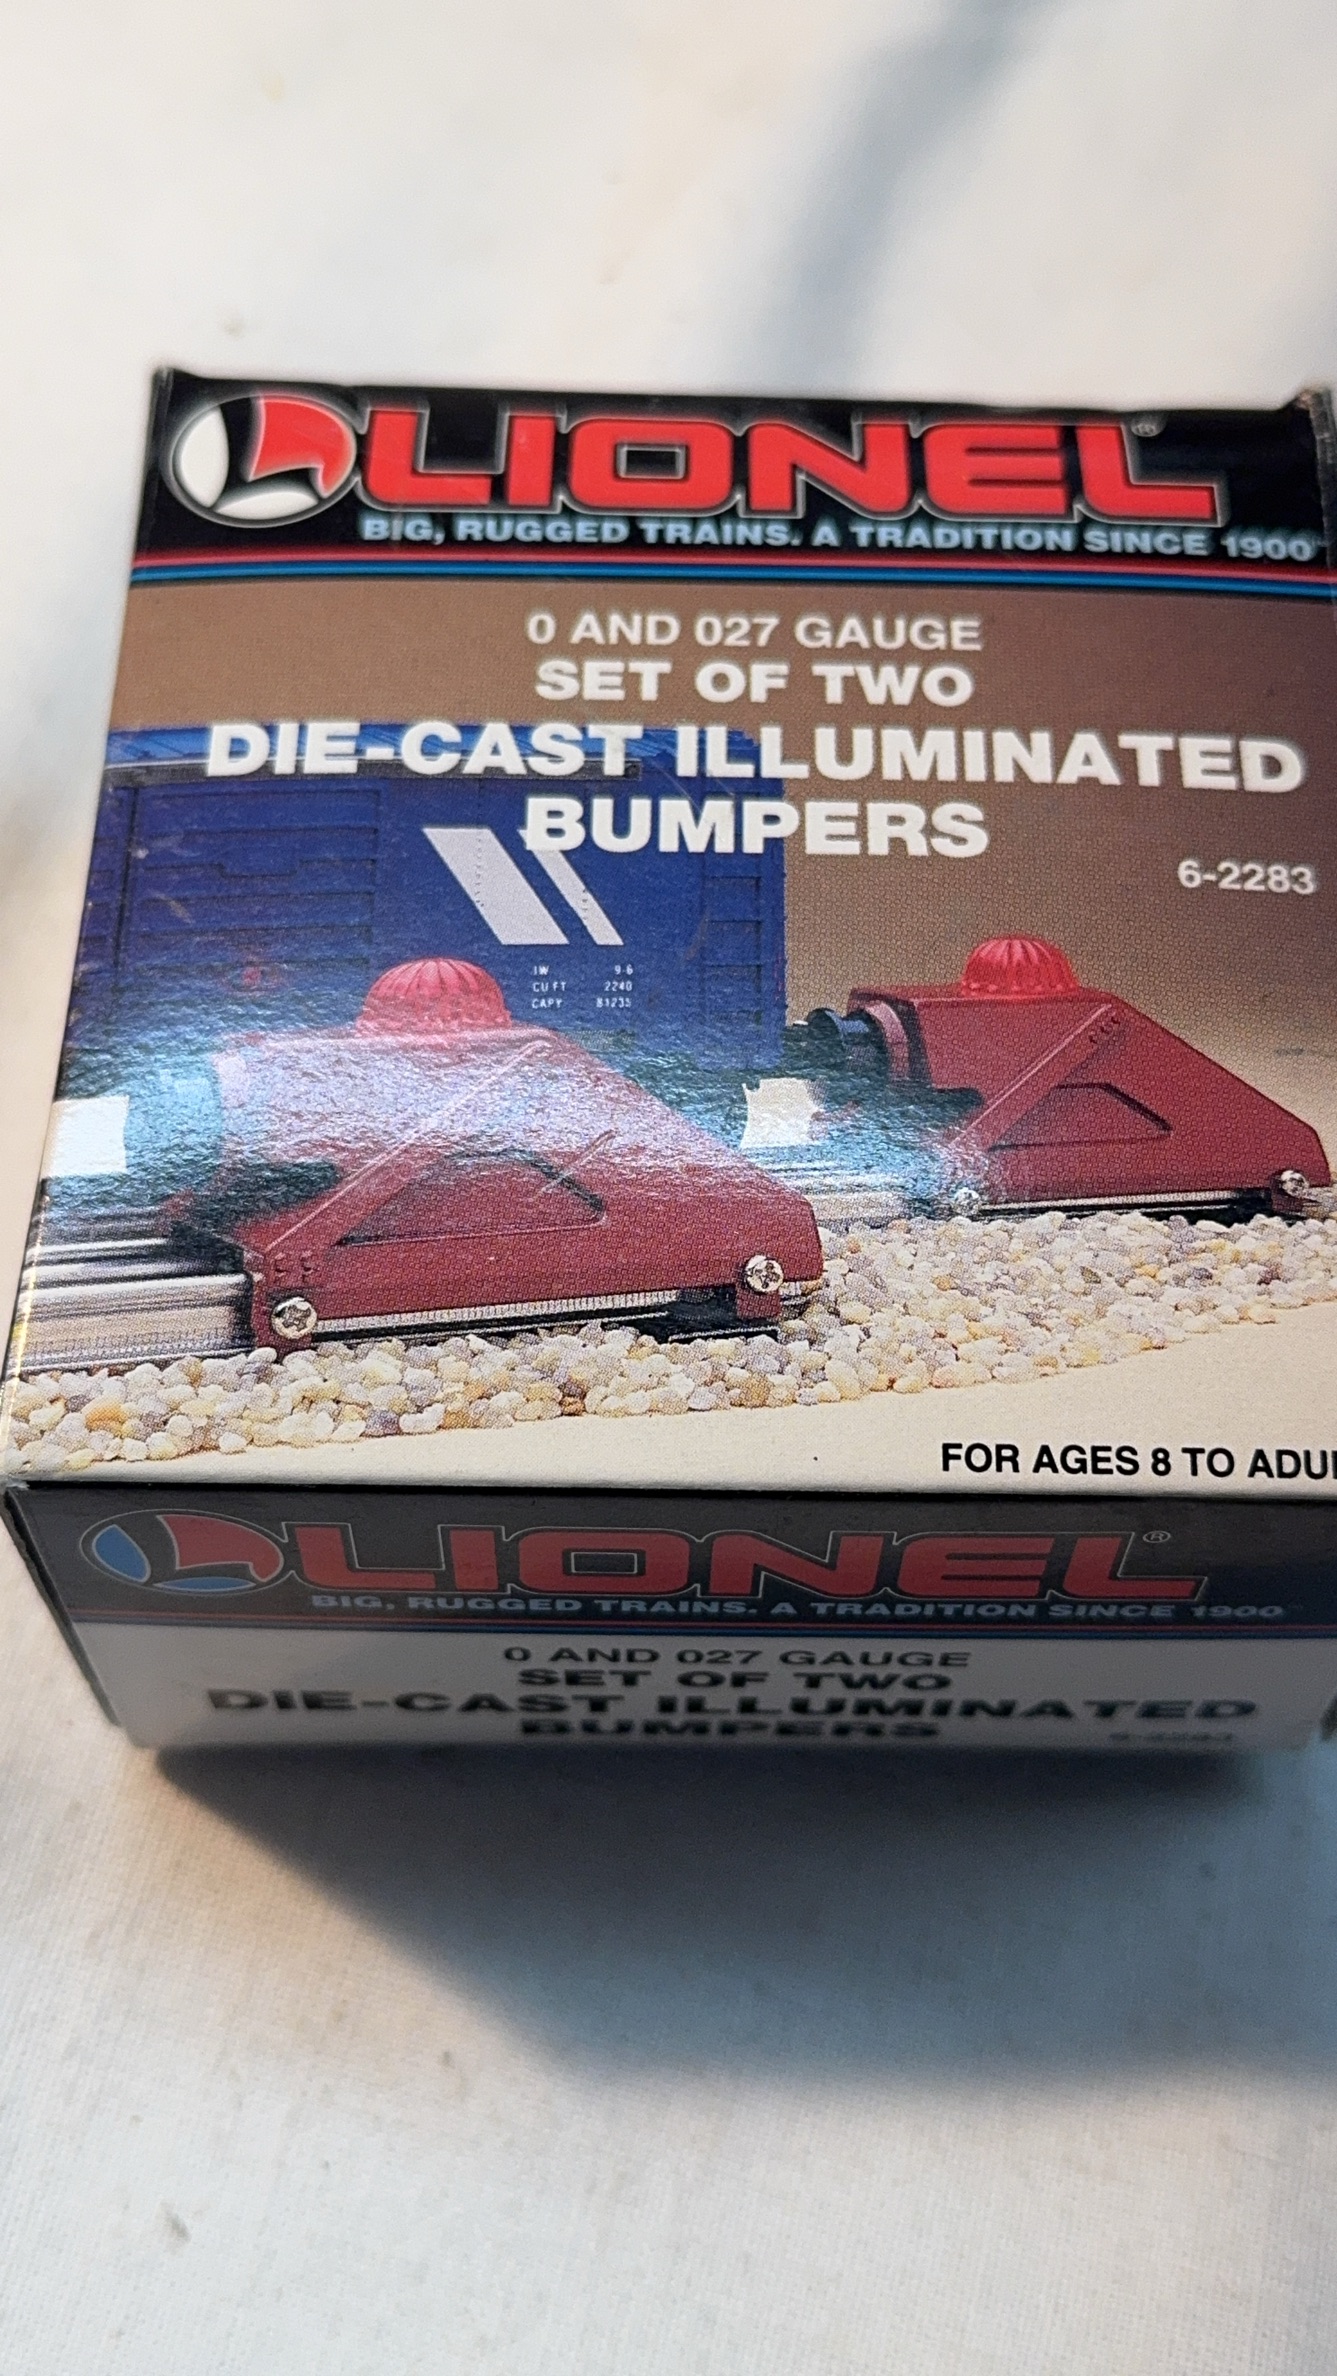 LIONEL®
BIG, RUGGED TRAINS. A TRADITION SINCE 1900
0 AND 027 GAUGE
SET OF TWO
DIE-CAST ILLUMINATED
BUMPERS
6-2283
IW 9-6
CU FT 2240
CAPY 81235
FOR AGES 8 TO ADUL
LIONEL®
BIG, RUGGED TRAINS. A TRADITION SINCE 1900
0 AND 027 GAUGE
SET OF TWO
DIE-CAST ILLUMINATED
BUMPERS